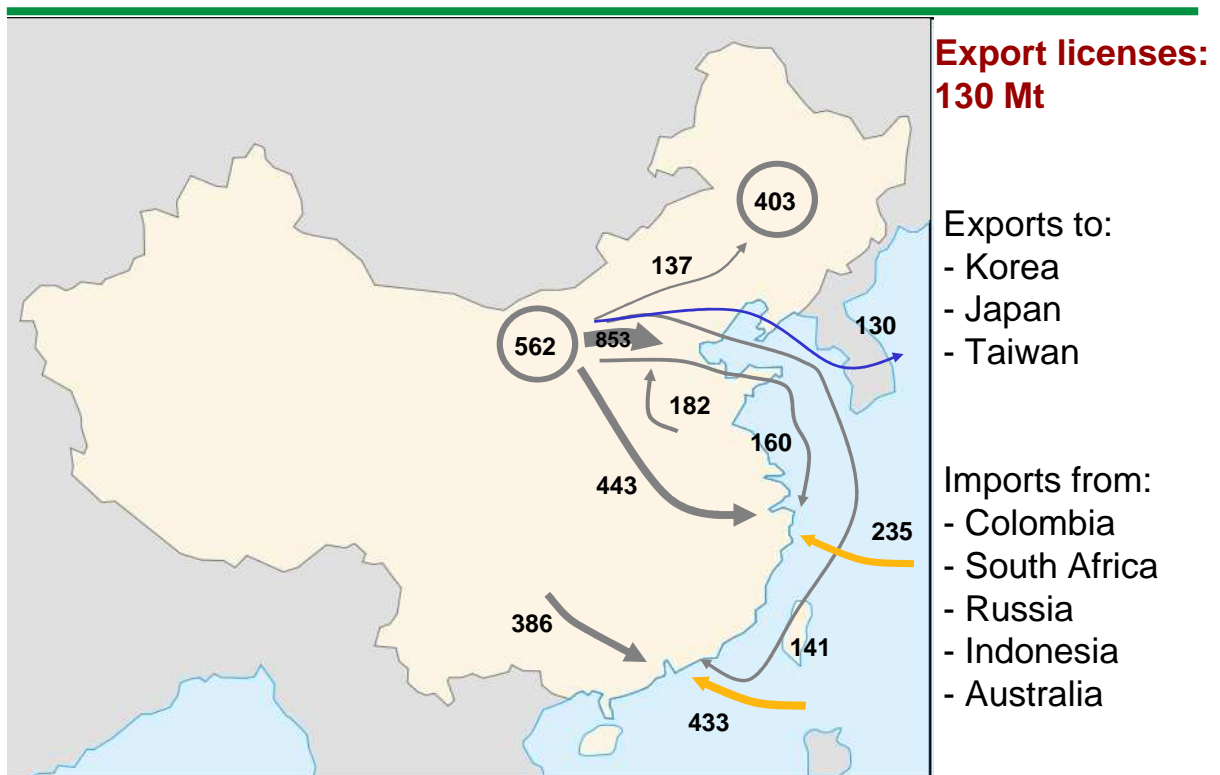 Export licenses:
130 Mt
403
Exports to:
- Korea
- Japan
- Taiwan
137
130
562
853
182
160
443
Imports from:
- Colombia
- South Africa
- Russia
- Indonesia
- Australia
235
386
141
433